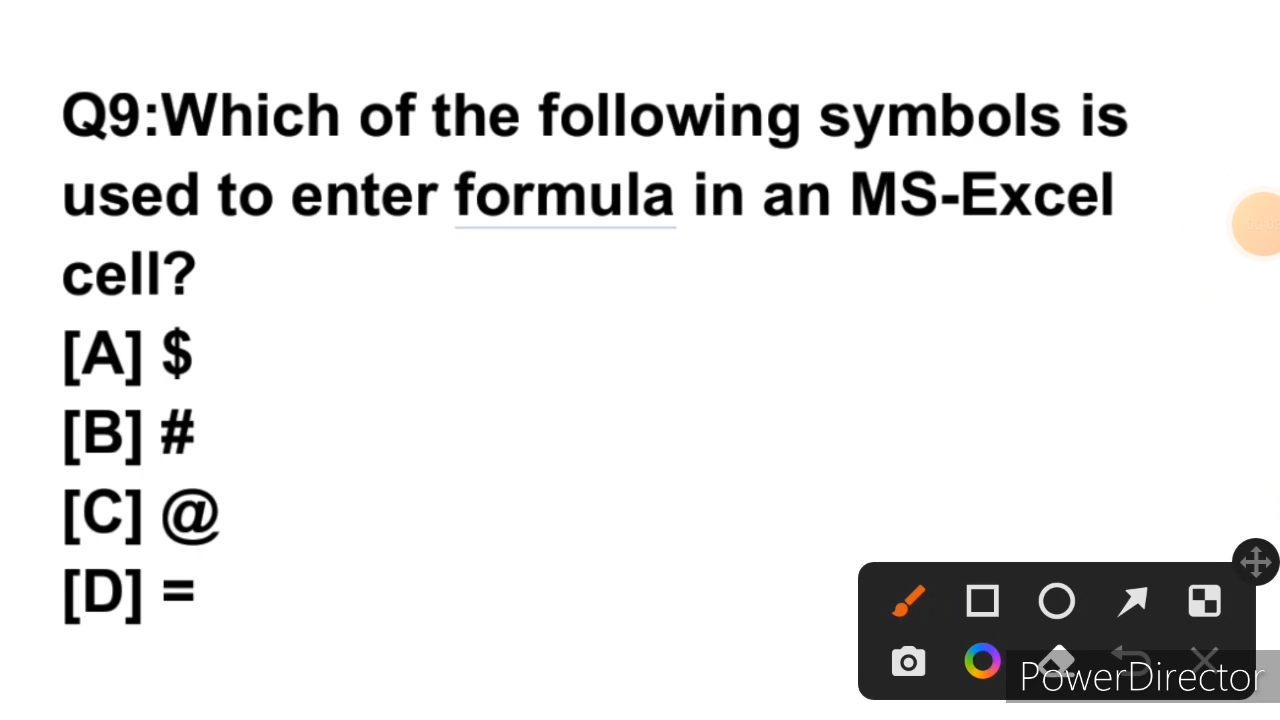 Q9:Which of the following symbols is
used to enter formula in an MS-Excel
cell?
[A] $
[B] #
[C] @
[D] =
PowerDirector